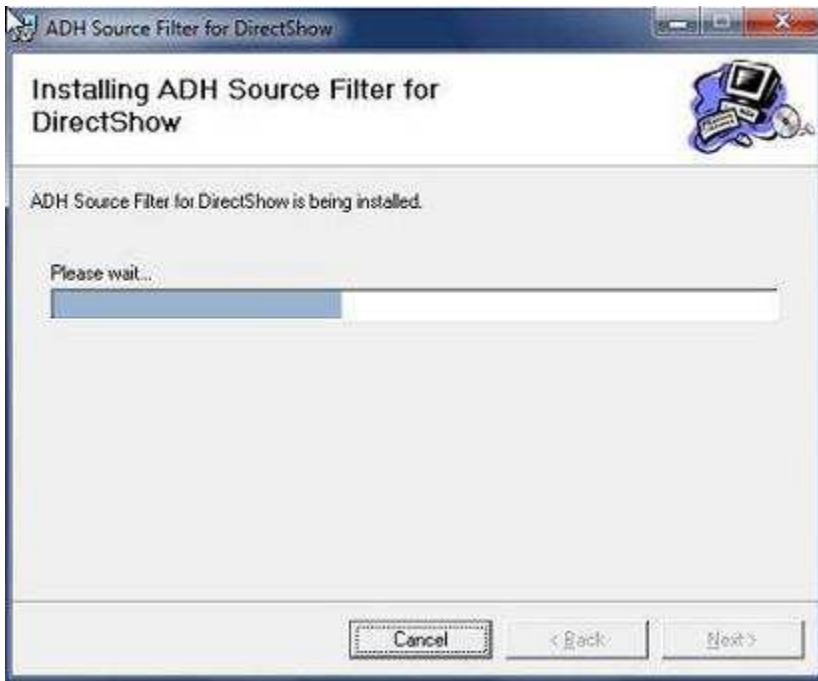 ADH Source Filter for DirectShow
Installing ADH Source Filter for
DirectShow
ADH Source Filter for DirectShow is being installed.
Please wait...
Cancel
< Back
Next >